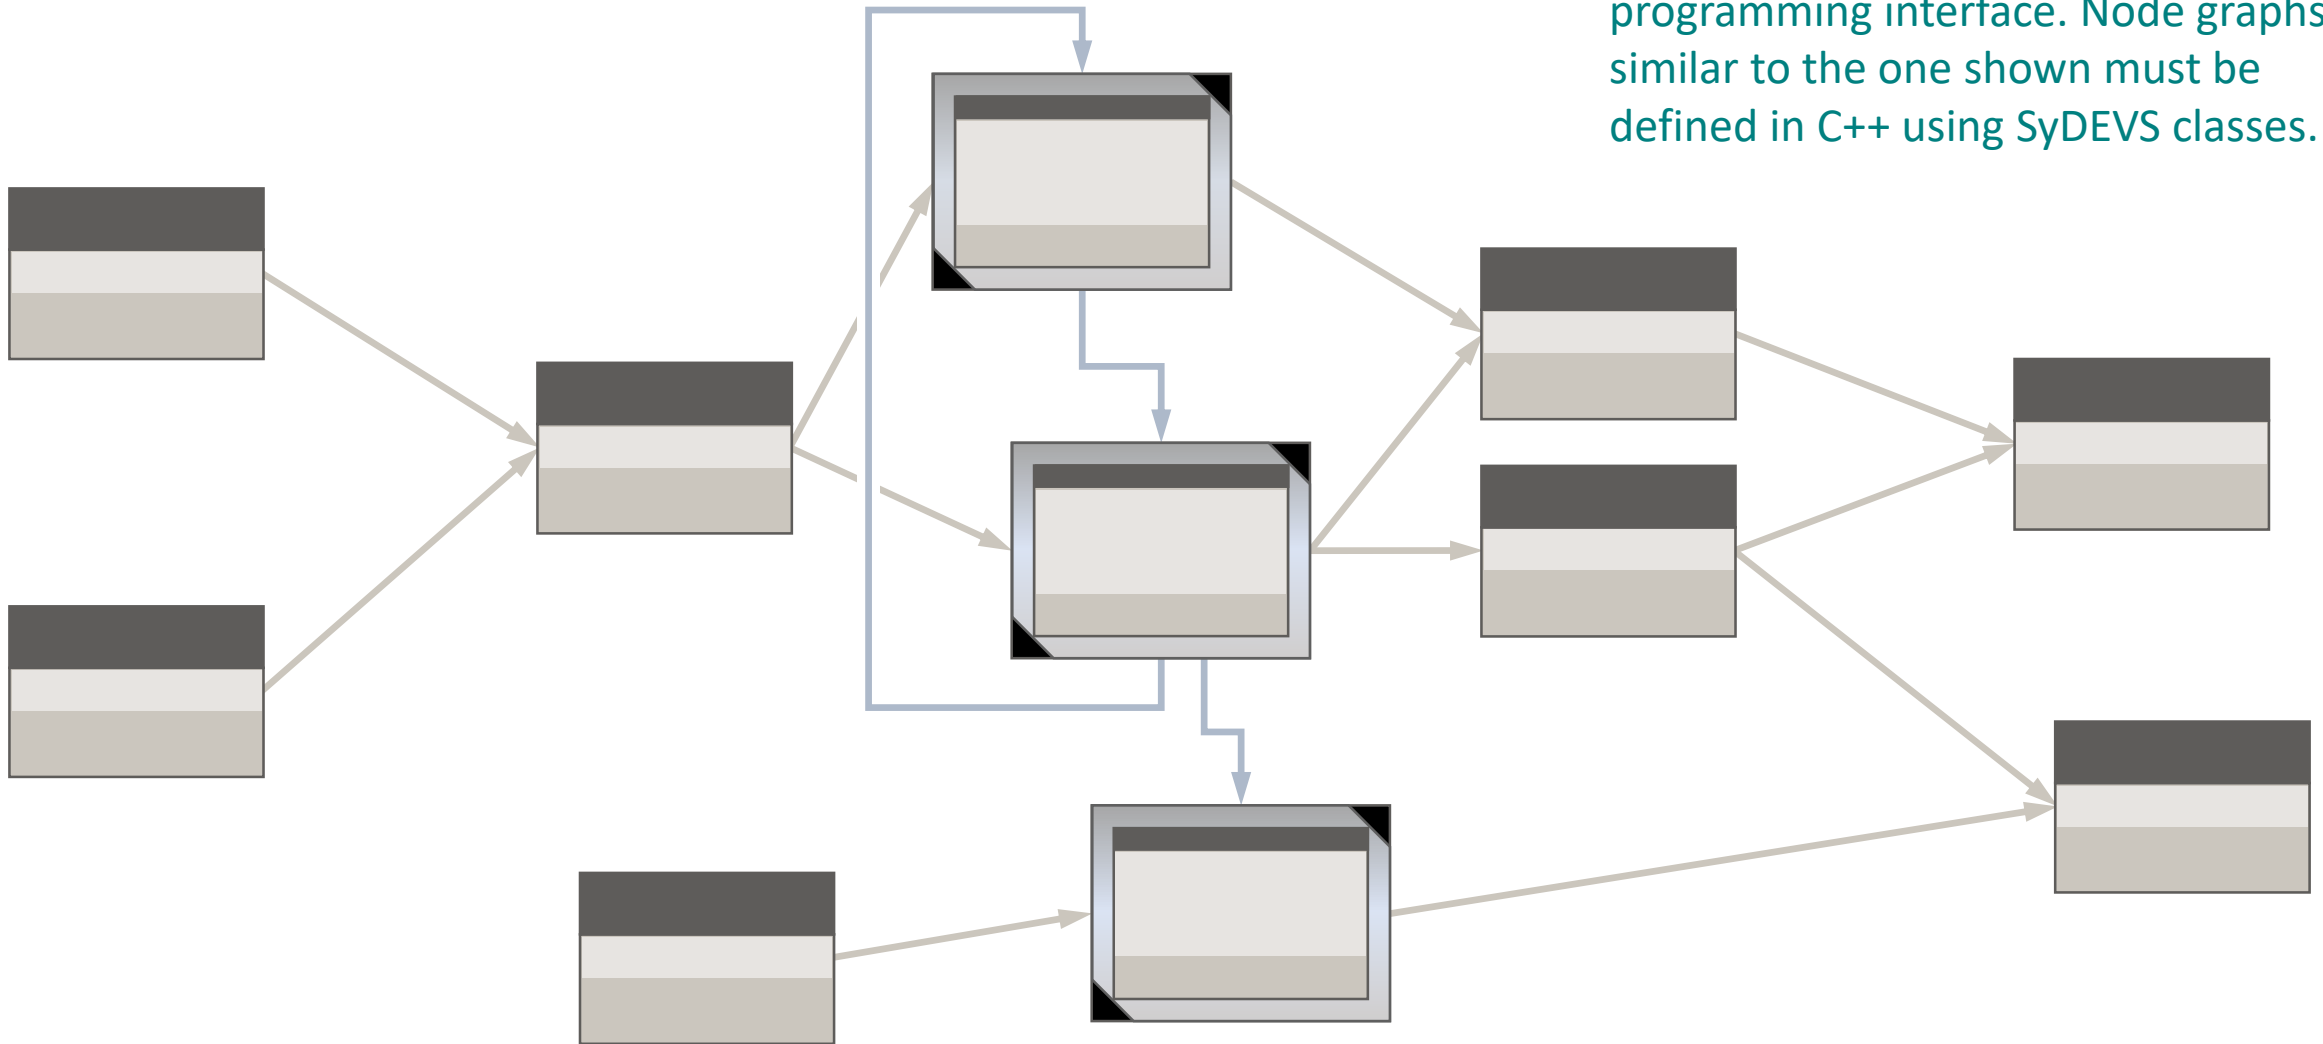 programming interface. Node graphs
similar to the one shown must be
defined in C++ using SyDEVS classes.